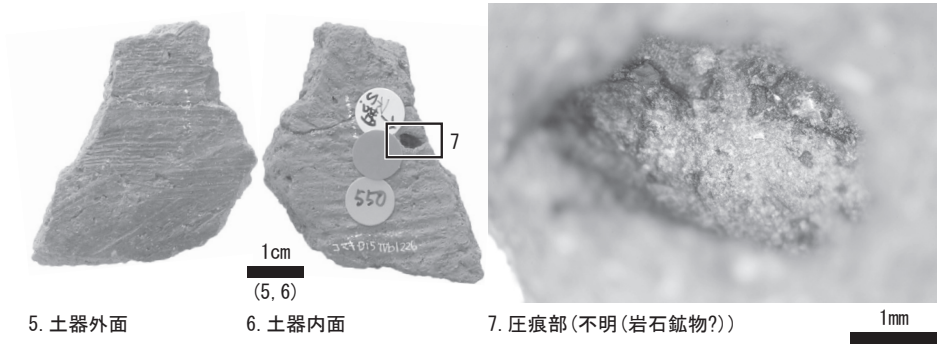 7
550
1cm
(5, 6)
5. 土器外面
6. 土器内面
7. 圧痕部(不明(岩石鉱物?))
1mm